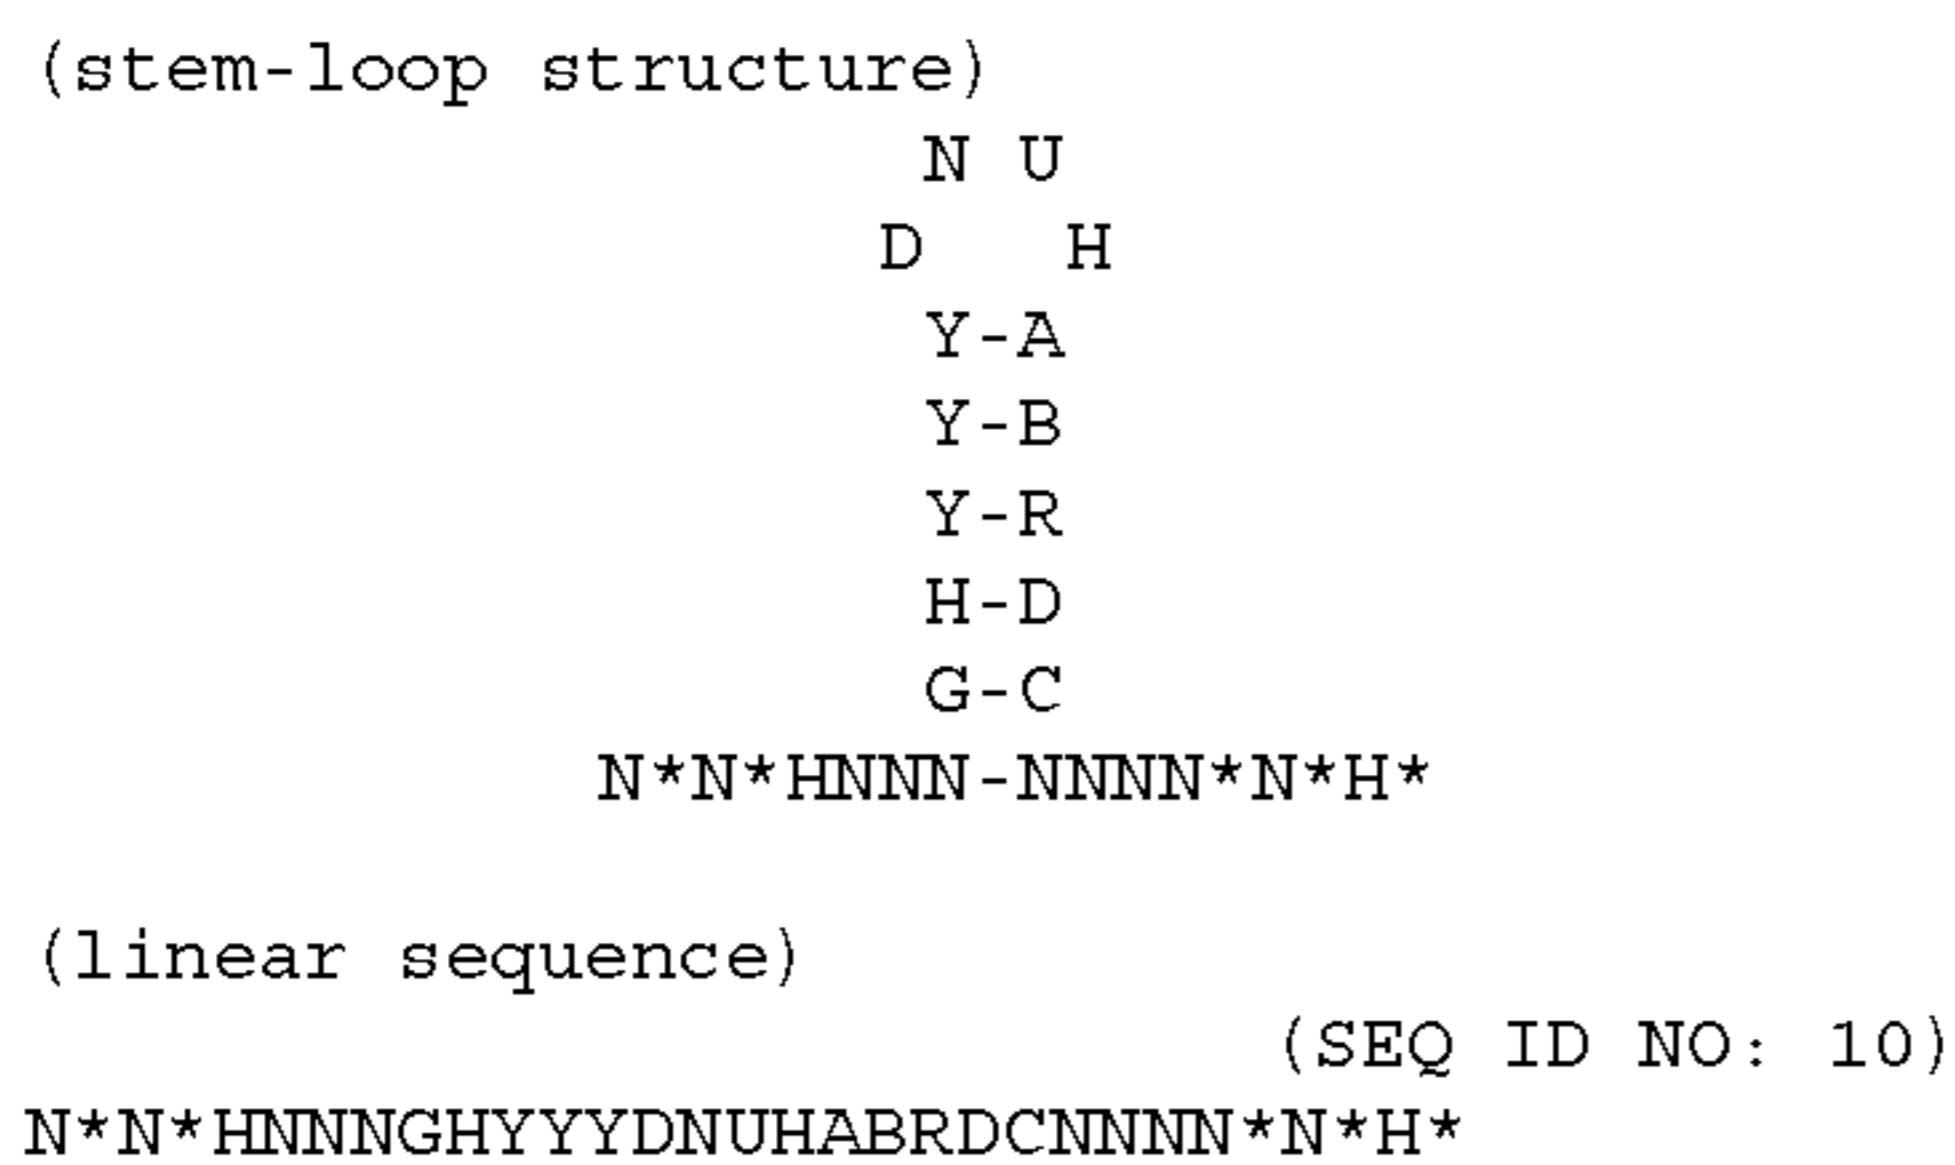 (stem-loop structure)
N U
D H
Y-A
Y-B
Y-R
H-D
G-C
N*N*HNNN-NNNN*N*H*
(linear sequence)
(SEQ ID NO: 10)
N*N*HNNNGHYYYDNUHABRDCNNNN*N*H*